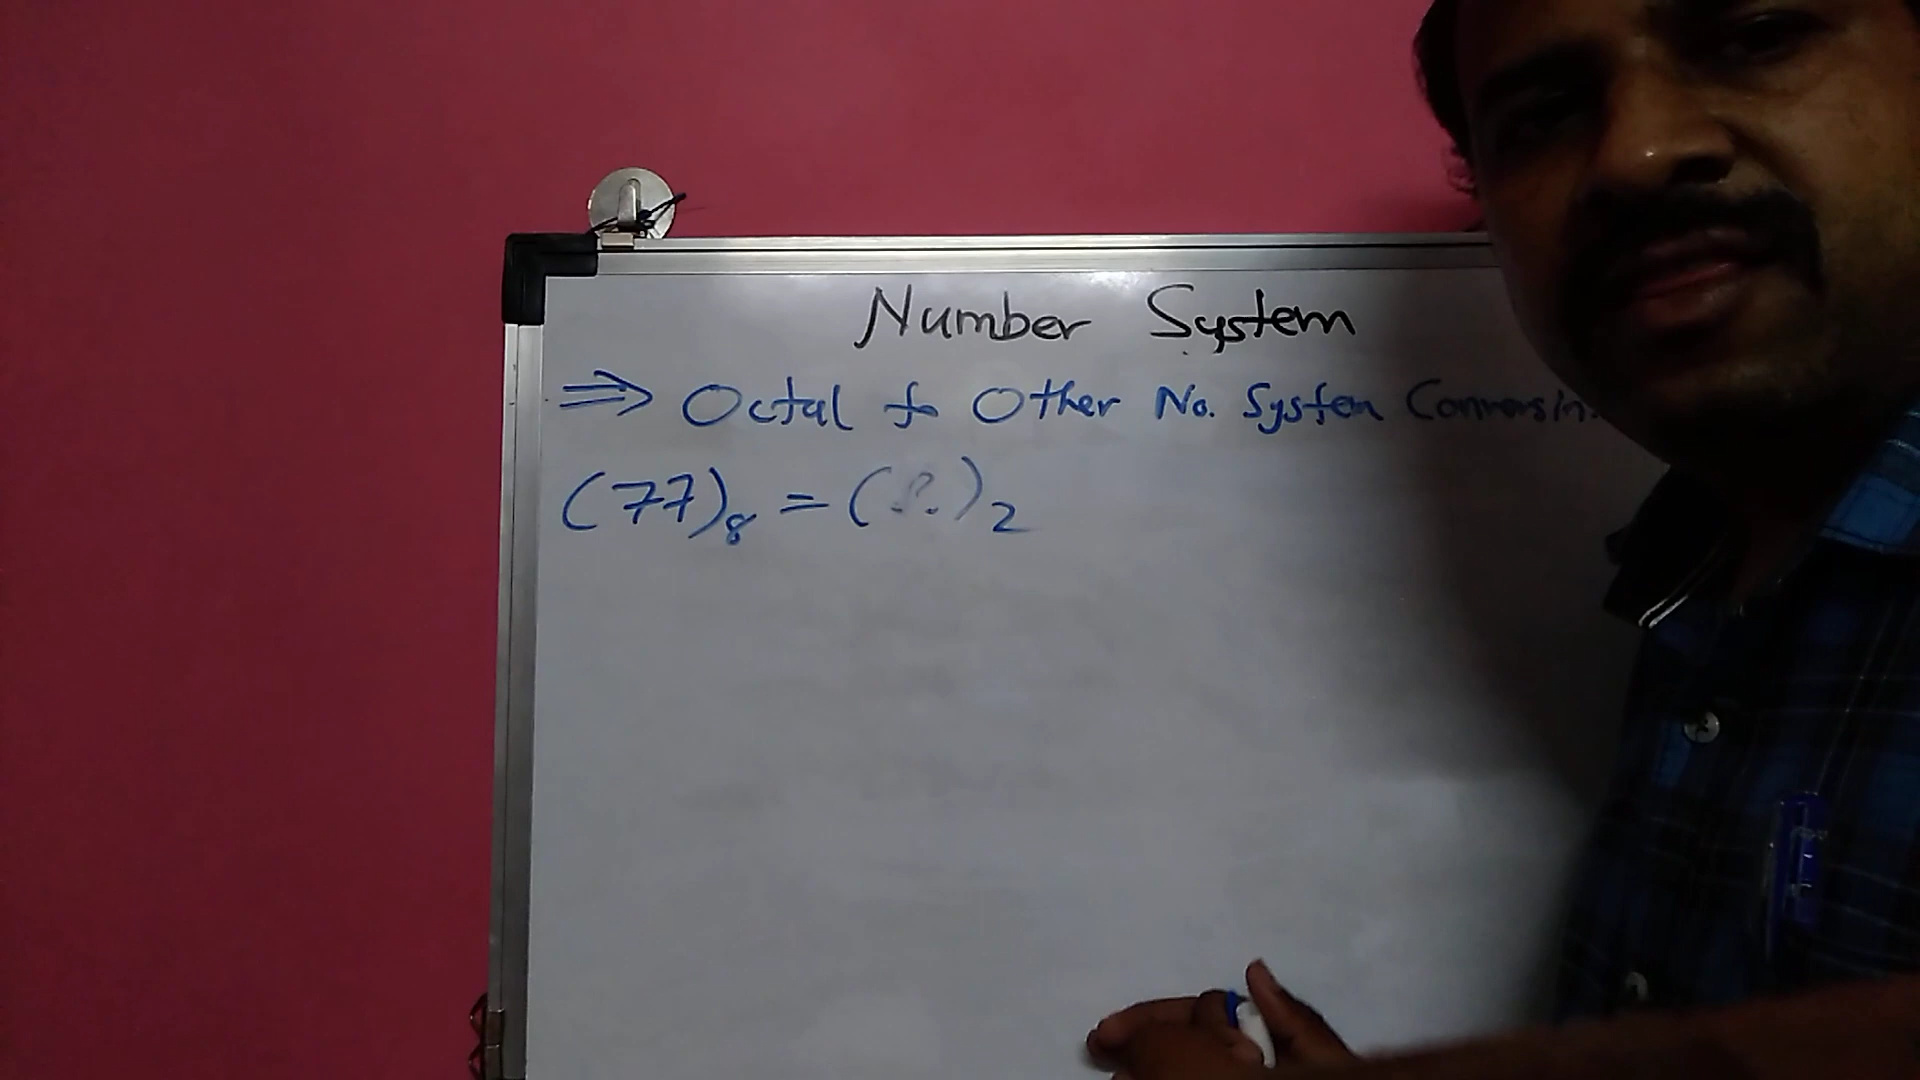 Number System
⇒ Octal to Other No. System Conversion.
(77)₈ = (?.)₂